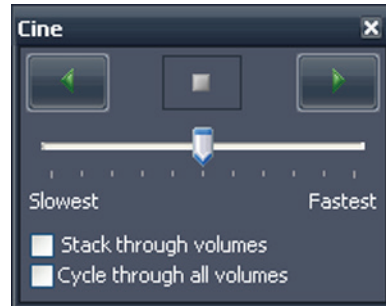 Cine
Slowest Fastest
Stack through volumes
Cycle through all volumes